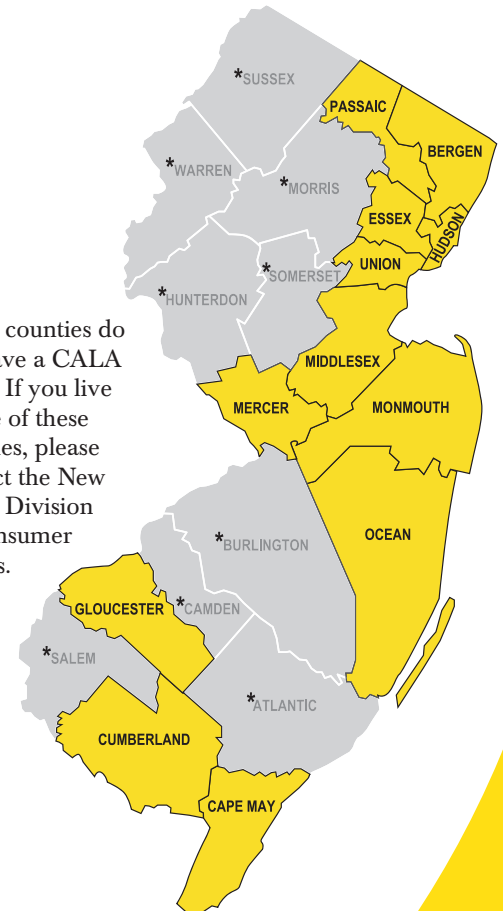 *SUSSEX
PASSAIC
BERGEN
*WARREN
*MORRIS
ESSEX
HUDSON
UNION
*SOMERSET
*HUNTERDON
counties do
ave a CALA
If you live
e of these
es, please
ct the New
Division
nsumer
s.
MIDDLESEX
MERCER
MONMOUTH
OCEAN
*BURLINGTON
GLOUCESTER
*CAMDEN
*SALEM
*ATLANTIC
CUMBERLAND
CAPE MAY